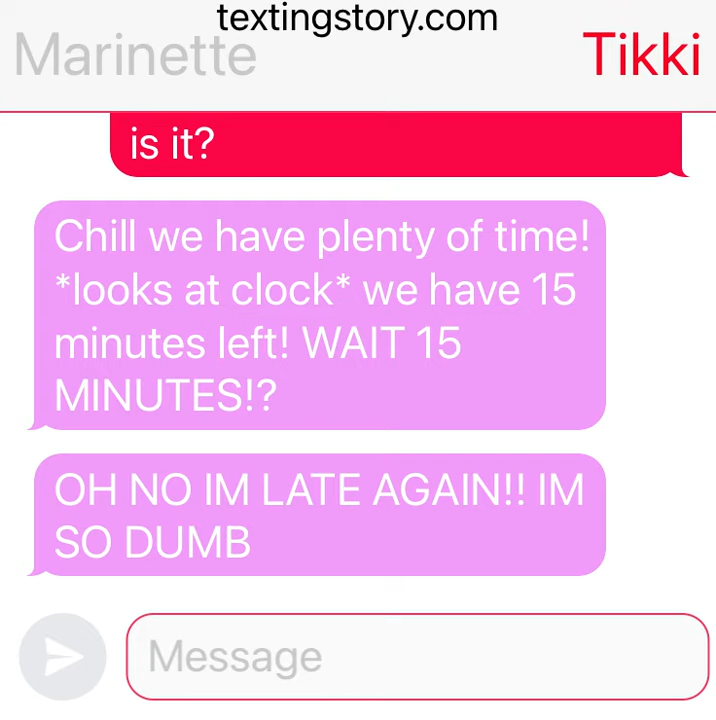 textingstory.com
Marinette
Tikki
is it?
Chill we have plenty of time!
*looks at clock* we have 15
minutes left! WAIT 15
MINUTES!?
OH NO IM LATE AGAIN!! IM
SO DUMB
Message